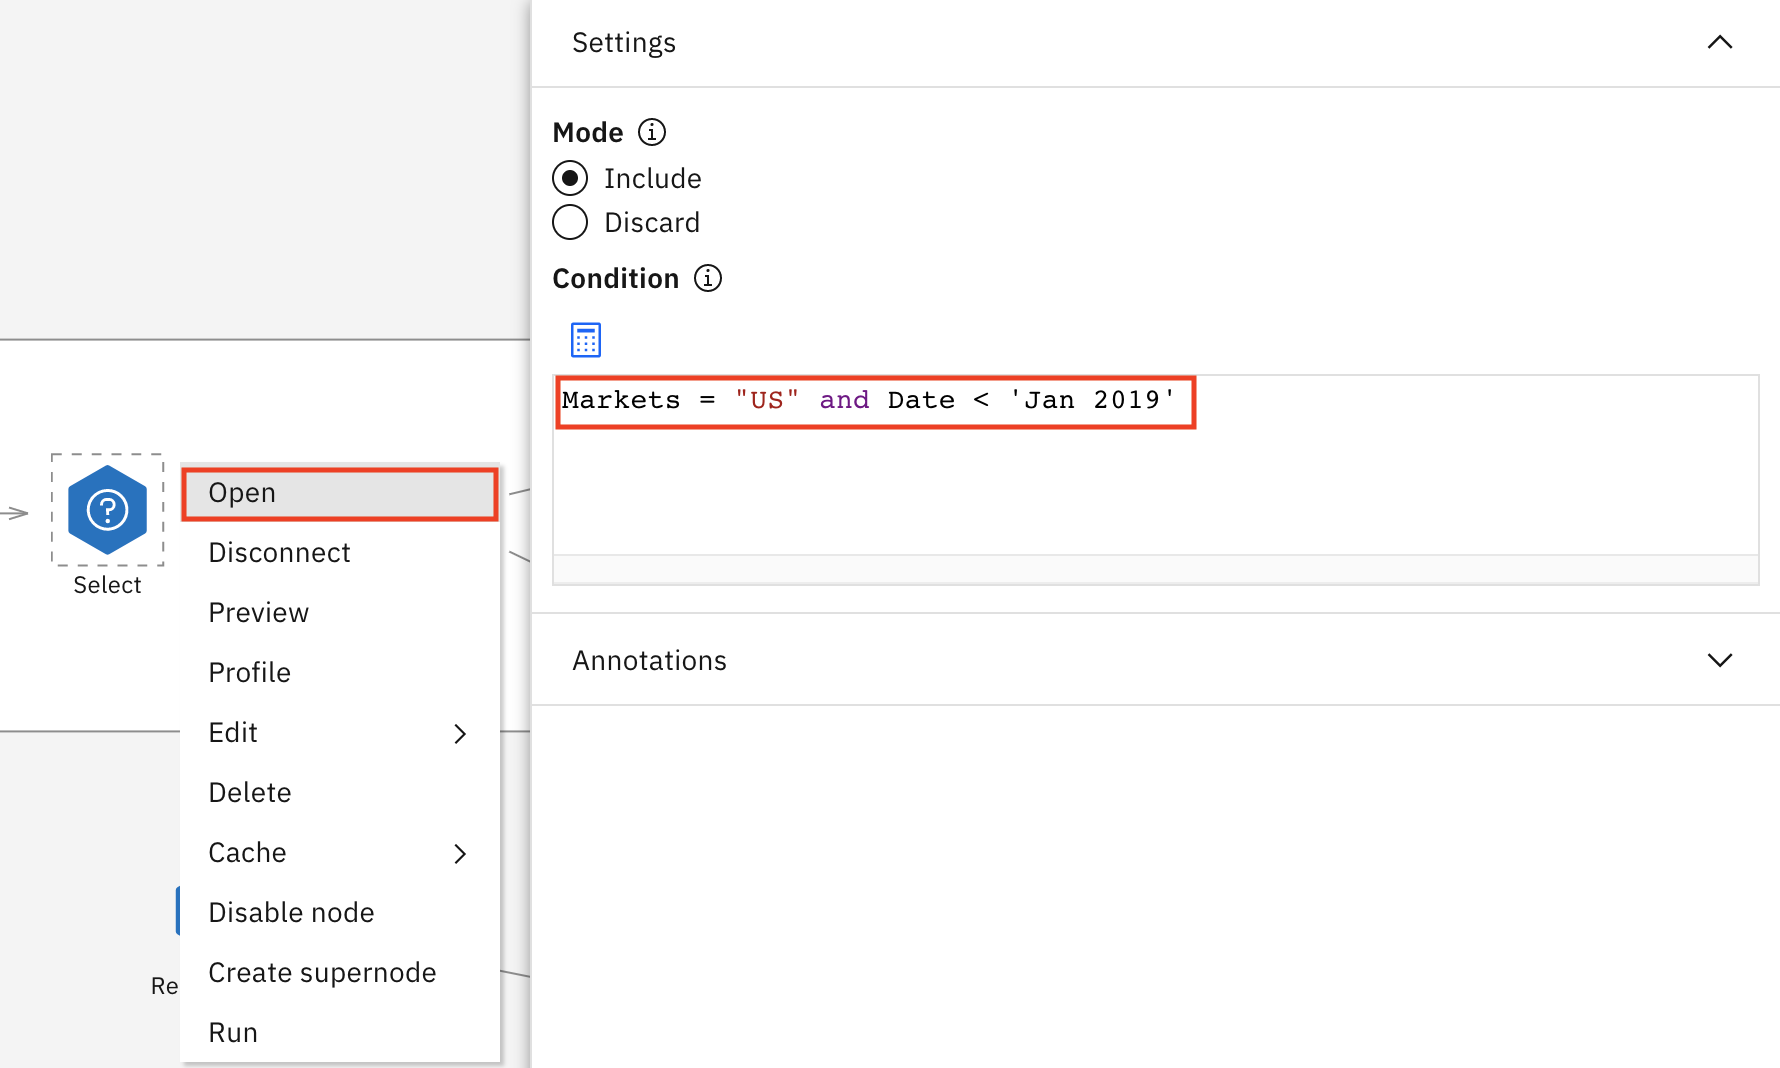 Settings
Mode
Include
Discard
Condition
Markets = "US" and Date < 'Jan 2019'
Annotations
Select
Open
Disconnect
Preview
Profile
Edit
Delete
Cache
Disable node
Create supernode
Run
Re